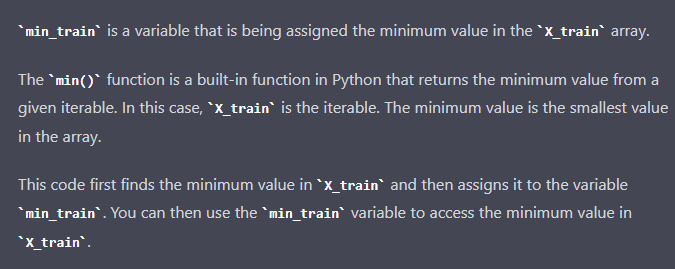 `min_train` is a variable that is being assigned the minimum value in the `X_train` array.
The `min()` function is a built-in function in Python that returns the minimum value from a
given iterable. In this case, `X_train` is the iterable. The minimum value is the smallest value
in the array.
This code first finds the minimum value in `X_train` and then assigns it to the variable
`min_train`. You can then use the `min_train` variable to access the minimum value in
`X_train`.